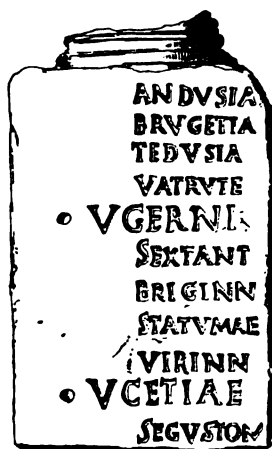 ANDVSIA
BRVGETIA
TEDVSIA
VATRVTE
VGERNI
SEXTANT
BRIGINN
STATVMAE
VIRINN
VCETIAE
SEGVSTON